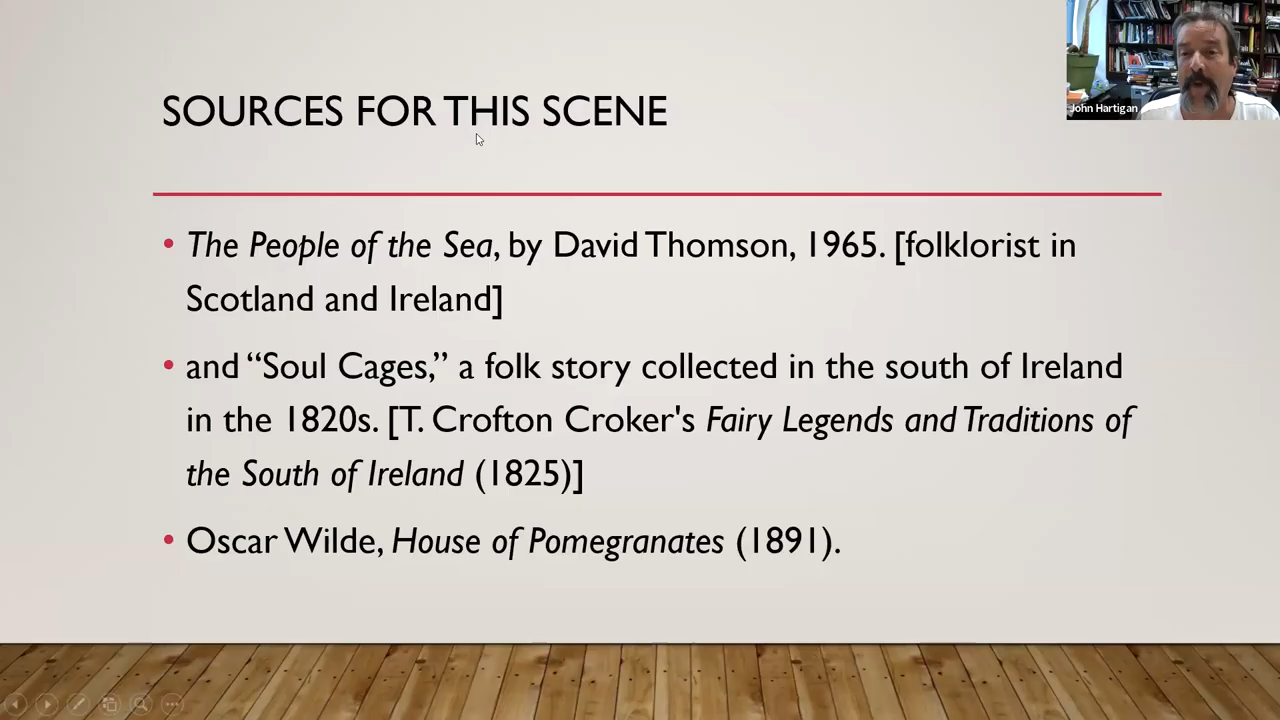 John Hartigan
SOURCES FOR THIS SCENE
• The People of the Sea, by David Thomson, 1965. [folklorist in
Scotland and Ireland]
• and “Soul Cages,” a folk story collected in the south of Ireland
in the 1820s. [T. Crofton Croker's Fairy Legends and Traditions of
the South of Ireland (1825)]
• Oscar Wilde, House of Pomegranates (1891).